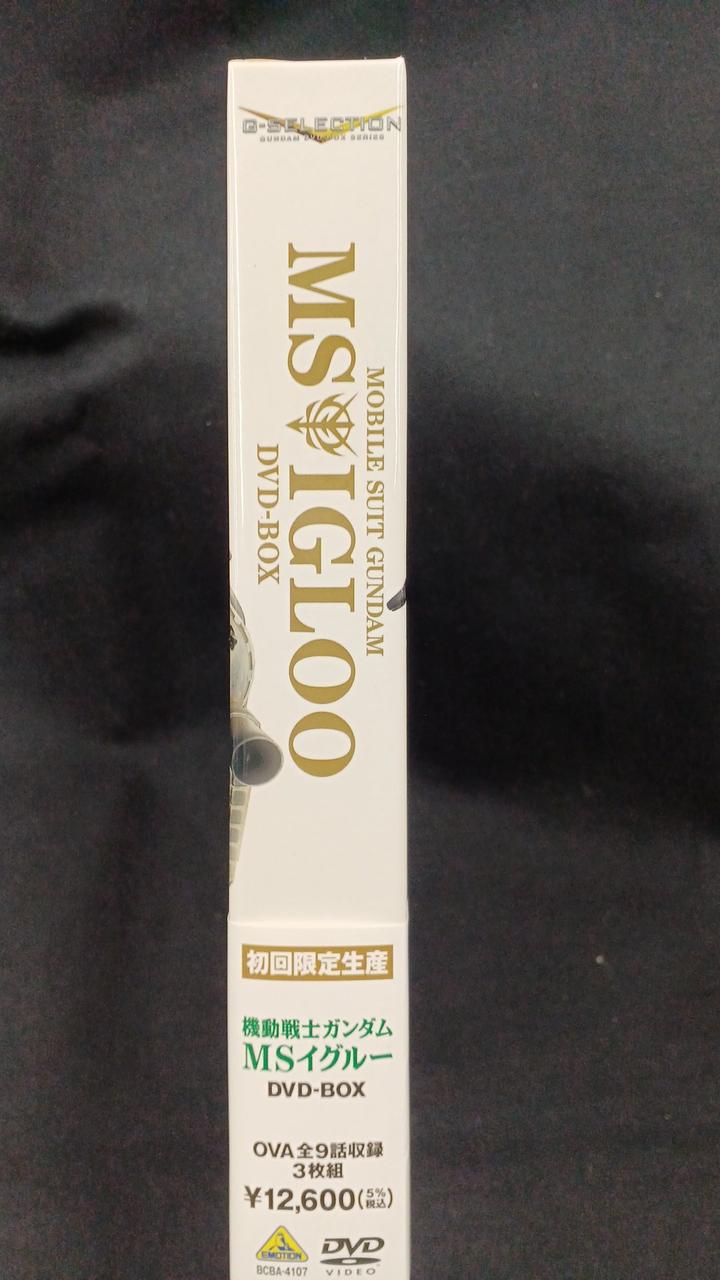 G-SELECTION
GUNDAM DVD-BOX SERIES
MOBILE SUIT GUNDAM
MS IGLOO
DVD-BOX
初回限定生産
機動戦士ガンダム
MSイグルー
DVD-BOX
OVA全9話収録
3枚組
¥12,600(5%税込)
EMOTION
DVD
VIDEO
BCBA-4107